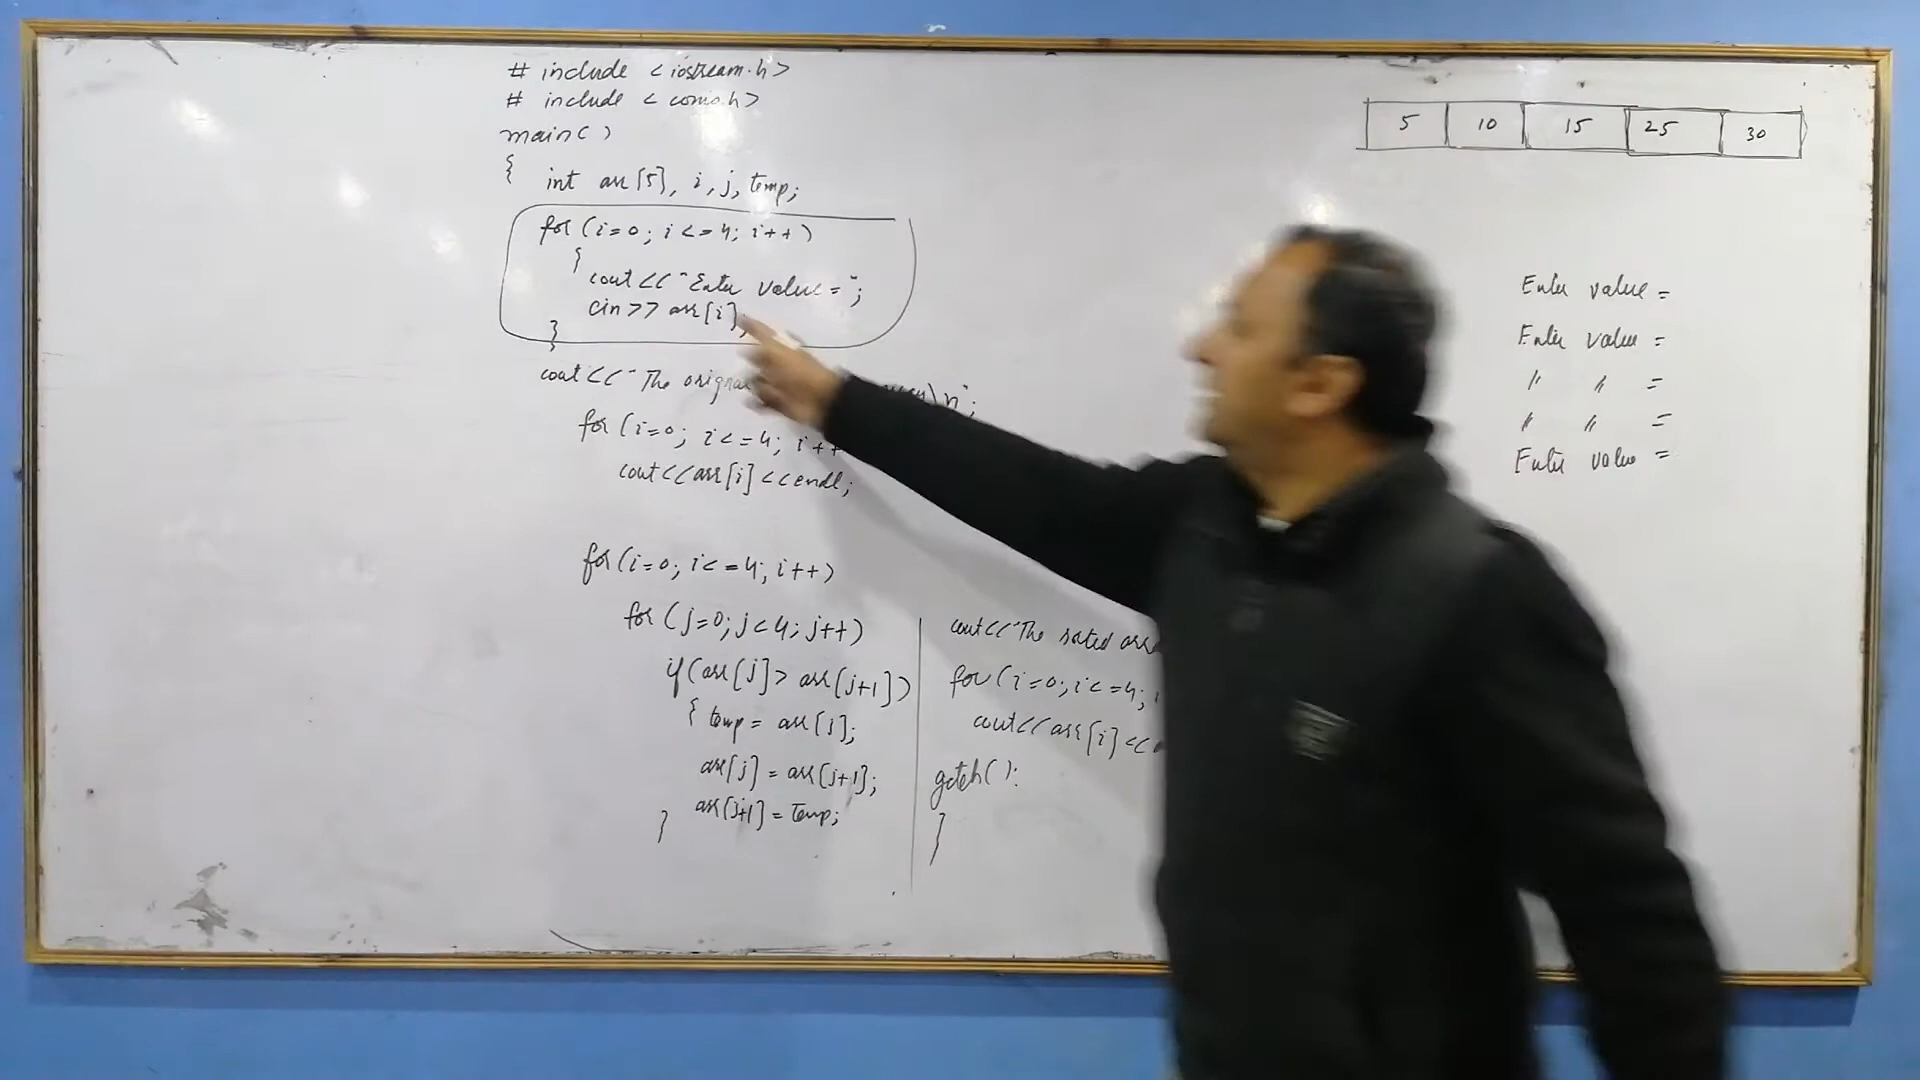 # include <iostream.h>
# include <conio.h>
main()
{ int arr[5], i, j, temp;
for (i=0; i<=4; i++)
{
cout<<"Enter value=";
cin>> arr[i];
}
cout<<"The
for (i=0; i<=4; i++
cout<<arr[i]<<endl;
for (i=0; i<=4; i++)
for (j=0; j<4; j++)
if (arr[j]> arr[j+1])
{ temp= arr[j];
arr[j] = arr[j+1];
arr[j+1] = temp;
}
cout<<"The sorted
for (i=0; i<=4;
cout<<arr[i]<<
getch();
}
5 10 15 25 30
Enter value =
Enter value =
" " =
" " =
Enter value =